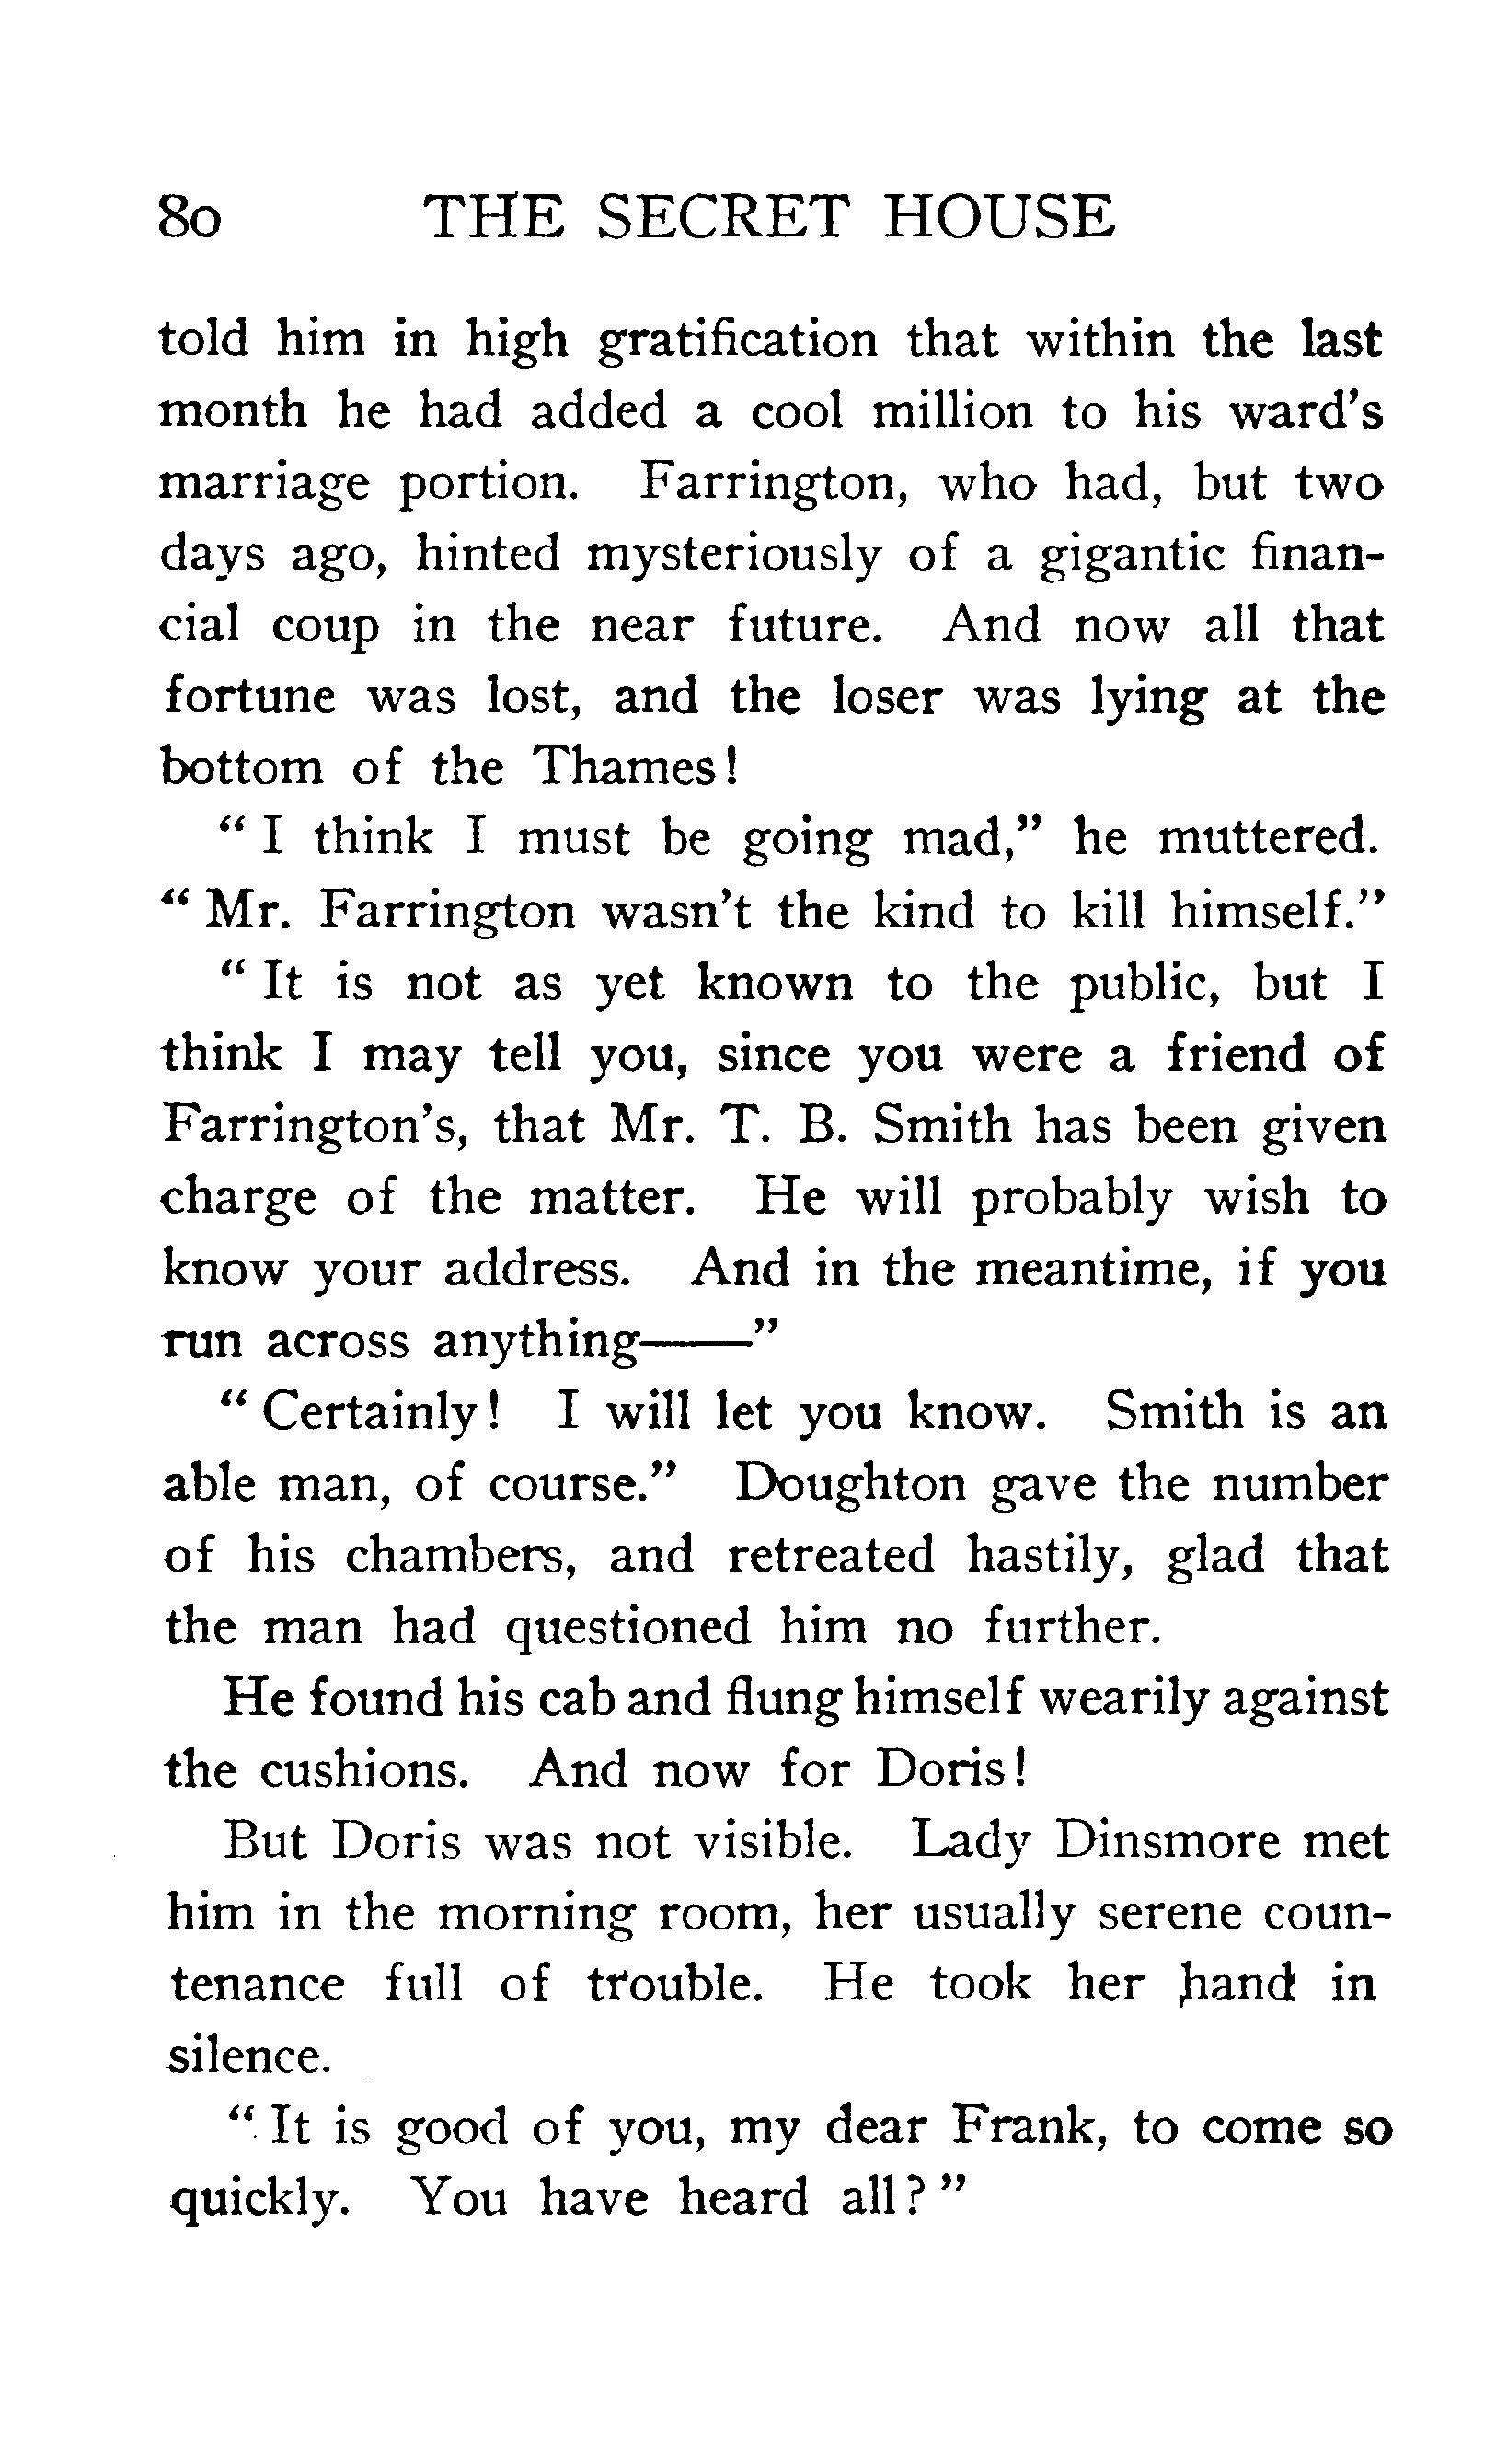 80 THE SECRET HOUSE
told him in high gratification that within the last
month he had added a cool million to his ward's
marriage portion. Farrington, who had, but two
days ago, hinted mysteriously of a gigantic finan-
cial coup in the near future. And now all that
fortune was lost, and the loser was lying at the
bottom of the Thames!
"I think I must be going mad," he muttered.
"Mr. Farrington wasn't the kind to kill himself."
"It is not as yet known to the public, but I
think I may tell you, since you were a friend of
Farrington's, that Mr. T. B. Smith has been given
charge of the matter. He will probably wish to
know your address. And in the meantime, if you
run across anything——"
"Certainly! I will let you know. Smith is an
able man, of course." Doughton gave the number
of his chambers, and retreated hastily, glad that
the man had questioned him no further.
He found his cab and flung himself wearily against
the cushions. And now for Doris!
But Doris was not visible. Lady Dinsmore met
him in the morning room, her usually serene coun-
tenance full of trouble. He took her hand in
silence.
"It is good of you, my dear Frank, to come so
quickly. You have heard all?"